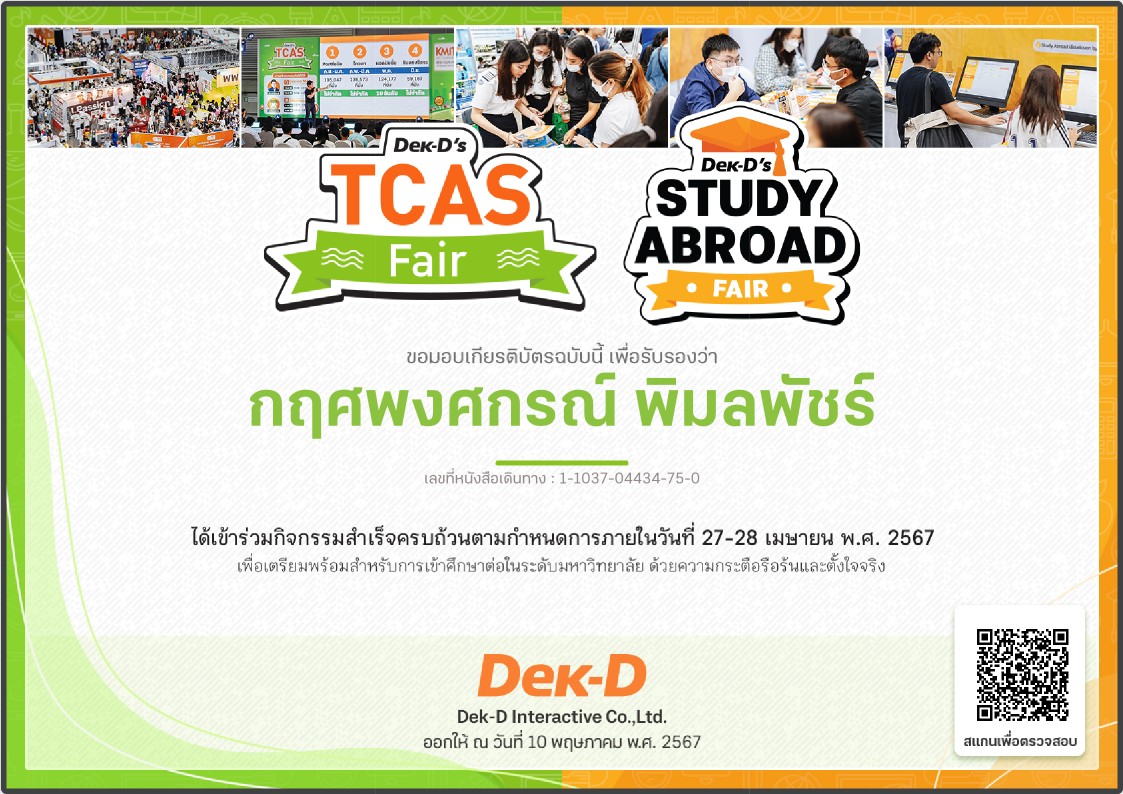 TCAS Fair
1 2 3 4
Dek-D's
TCAS
Fair
Dek-D's
STUDY
ABROAD
FAIR
ขอมอบเกียรติบัตรฉบับนี้ เพื่อรับรองว่า
กฤศพงศกรณ์ พิมลพัชร์
เลขที่หนังสือเดินทาง : 1-1037-04434-75-0
ได้เข้าร่วมกิจกรรมสำเร็จครบถ้วนตามกำหนดการภายในวันที่ 27-28 เมษายน พ.ศ. 2567
เพื่อเตรียมพร้อมสำหรับการเข้าศึกษาต่อในระดับมหาวิทยาลัย ด้วยความกระตือรือร้นและตั้งใจจริง
Dek-D
Dek-D Interactive Co.,Ltd.
ออกให้ ณ วันที่ 10 พฤษภาคม พ.ศ. 2567
สแกนเพื่อตรวจสอบ